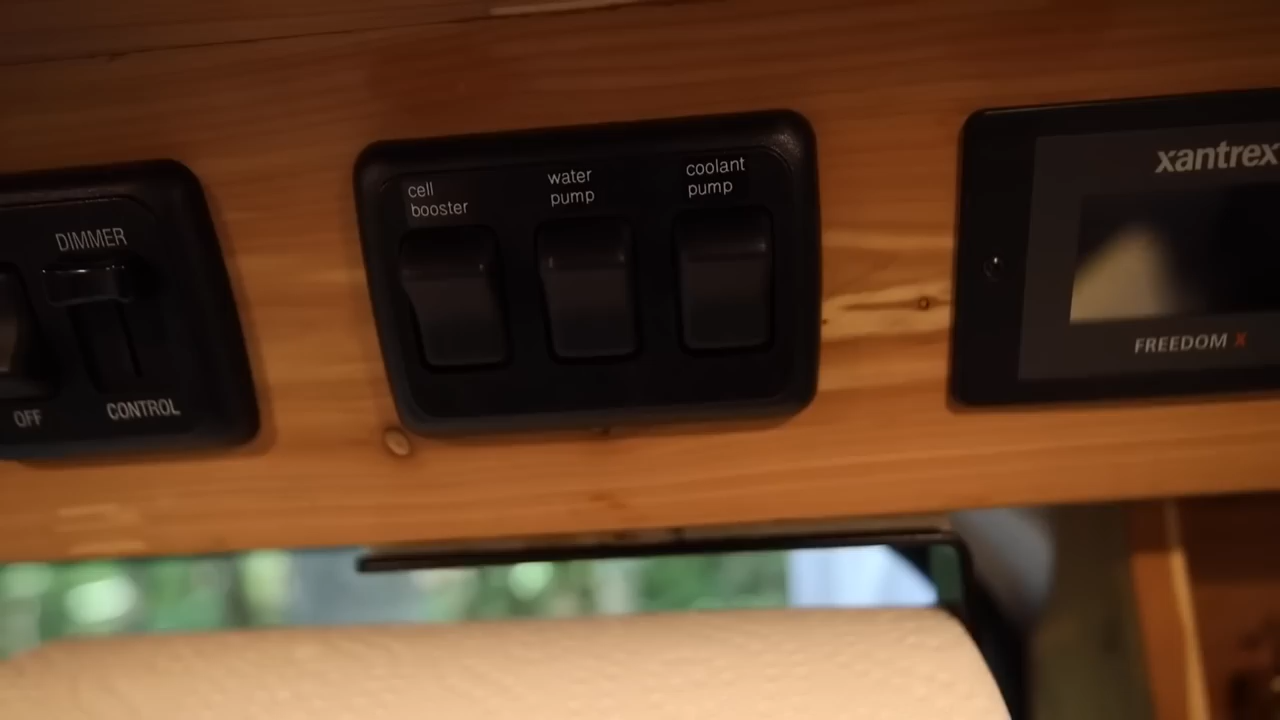 DIMMER
OFF
CONTROL
cell
booster
water
pump
coolant
pump
xantrex
FREEDOM X